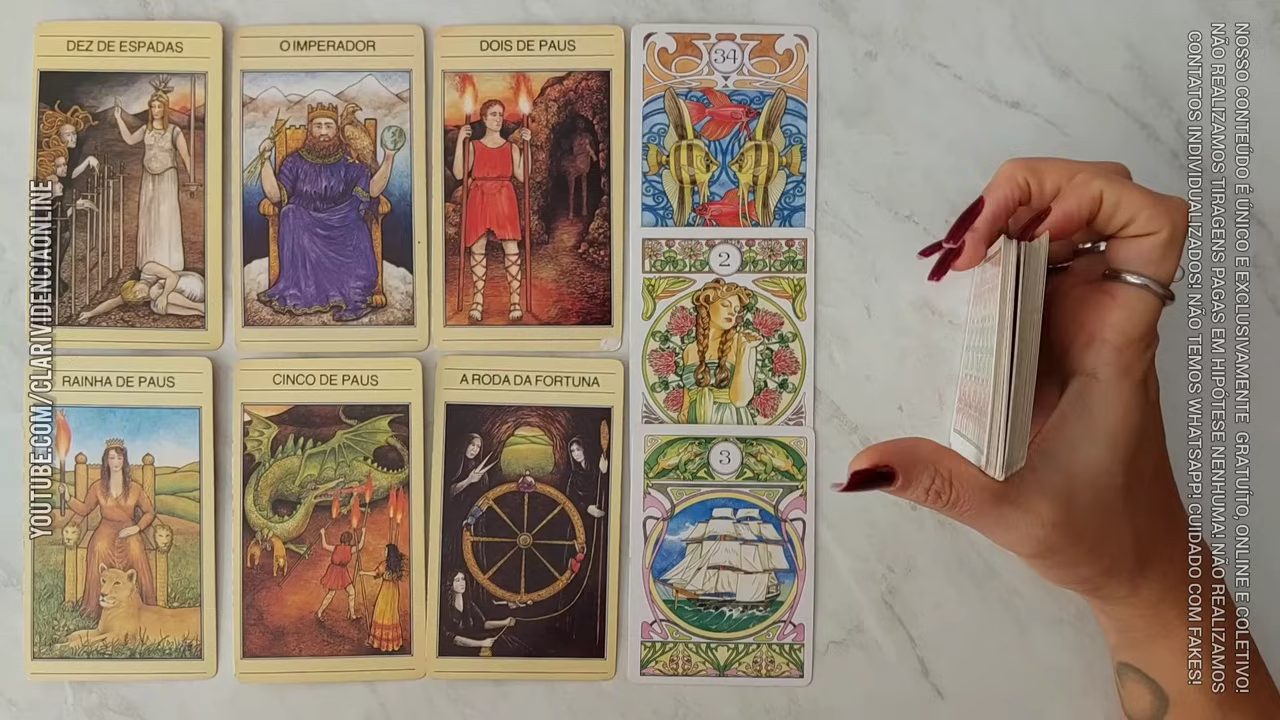 DEZ DE ESPADAS
O IMPERADOR
DOIS DE PAUS
34
2
RAINHA DE PAUS
CINCO DE PAUS
A RODA DA FORTUNA
3
YOUTUBE.COM/CLARIVIDENCIAONLINE
NOSSO CONTEÚDO É ÚNICO E EXCLUSIVAMENTE GRATUÍTO, ONLINE E COLETIVO!
NÃO REALIZAMOS TIRAGENS PAGAS EM HIPÓTESE NENHUMA! NÃO REALIZAMOS
CONTATOS INDIVIDUALIZADOS! NÃO TEMOS WHATSAPP! CUIDADO COM FAKES!